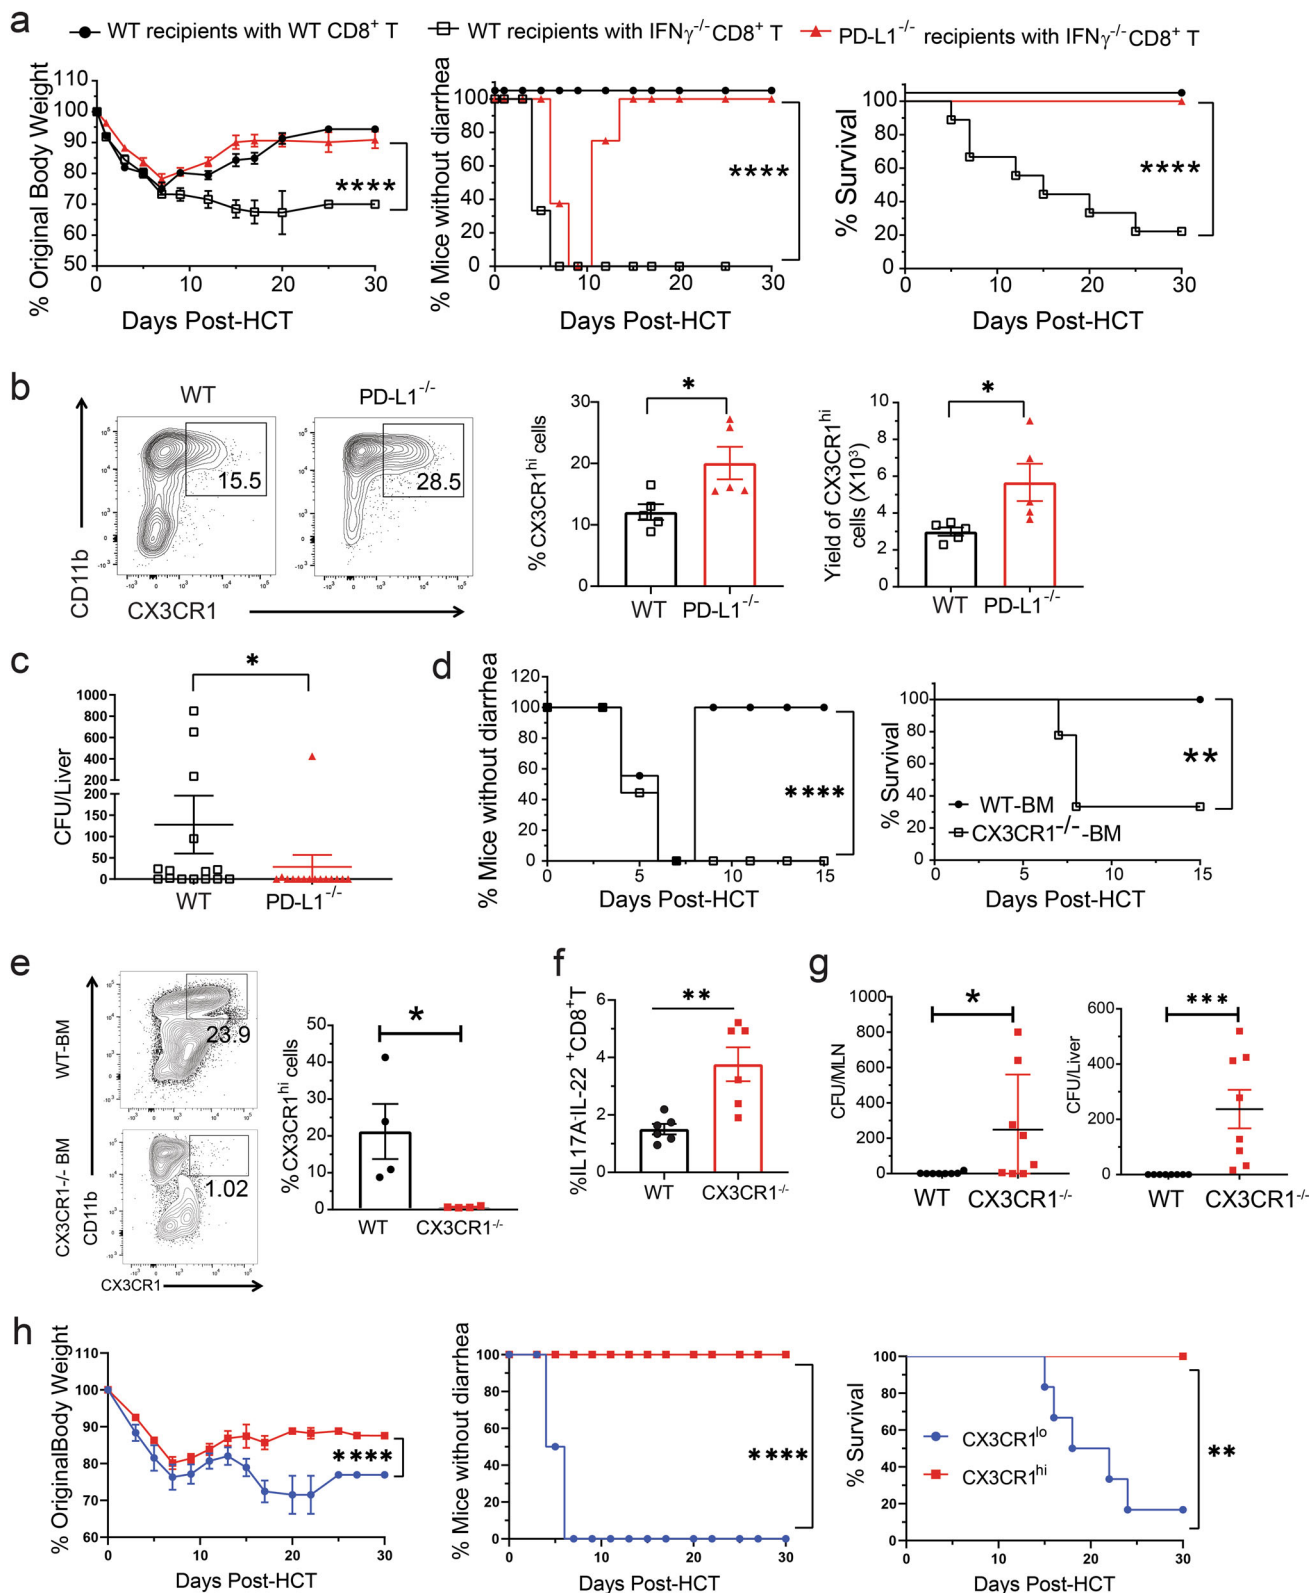 a
WT recipients with WT CD8⁺ T
WT recipients with IFNγ⁻/⁻CD8⁺ T
PD-L1⁻/⁻ recipients with IFNγ⁻/⁻CD8⁺ T
% Original Body Weight
110
100
90
80
70
60
50
0 10 20 30
Days Post-HCT
****
% Mice without diarrhea
100
80
60
40
20
0
0 10 20 30
Days Post-HCT
****
% Survival
100
80
60
40
20
0
0 10 20 30
Days Post-HCT
****
b
WT
PD-L1⁻/⁻
15.5
28.5
CD11b
CX3CR1
% CX3CR1ʰⁱ cells
30
20
10
0
*
WT PD-L1⁻/⁻
Yield of CX3CR1ʰⁱ
cells (X10³)
10
8
6
4
2
0
*
WT PD-L1⁻/⁻
c
CFU/Liver
1000
800
600
400
200
200
150
100
50
0
*
WT PD-L1⁻/⁻
d
% Mice without diarrhea
120
100
80
60
40
20
0
0 5 10 15
Days Post-HCT
****
% Survival
100
80
60
40
20
0
0 5 10 15
Days Post-HCT
**
WT-BM
CX3CR1⁻/⁻-BM
e
WT-BM
23.9
CX3CR1-/- BM
CD11b
1.02
CX3CR1
%CX3CR1ʰⁱ cells
50
40
30
20
10
0
*
WT CX3CR1⁻/⁻
f
%IL17A⁻IL-22⁺CD8⁺T
6
4
2
0
**
WT CX3CR1⁻/⁻
g
CFU/MLN
1000
800
600
400
200
0
*
WT CX3CR1⁻/⁻
CFU/Liver
600
400
200
0
***
WT CX3CR1⁻/⁻
h
% OriginalBody Weight
110
100
90
80
70
60
0 10 20 30
Days Post-HCT
****
% Mice without diarrhea
100
80
60
40
20
0
0 10 20 30
Days Post-HCT
****
% Survival
100
80
60
40
20
0
0 10 20 30
Days Post-HCT
CX3CR1ˡᵒ
CX3CR1ʰⁱ
**